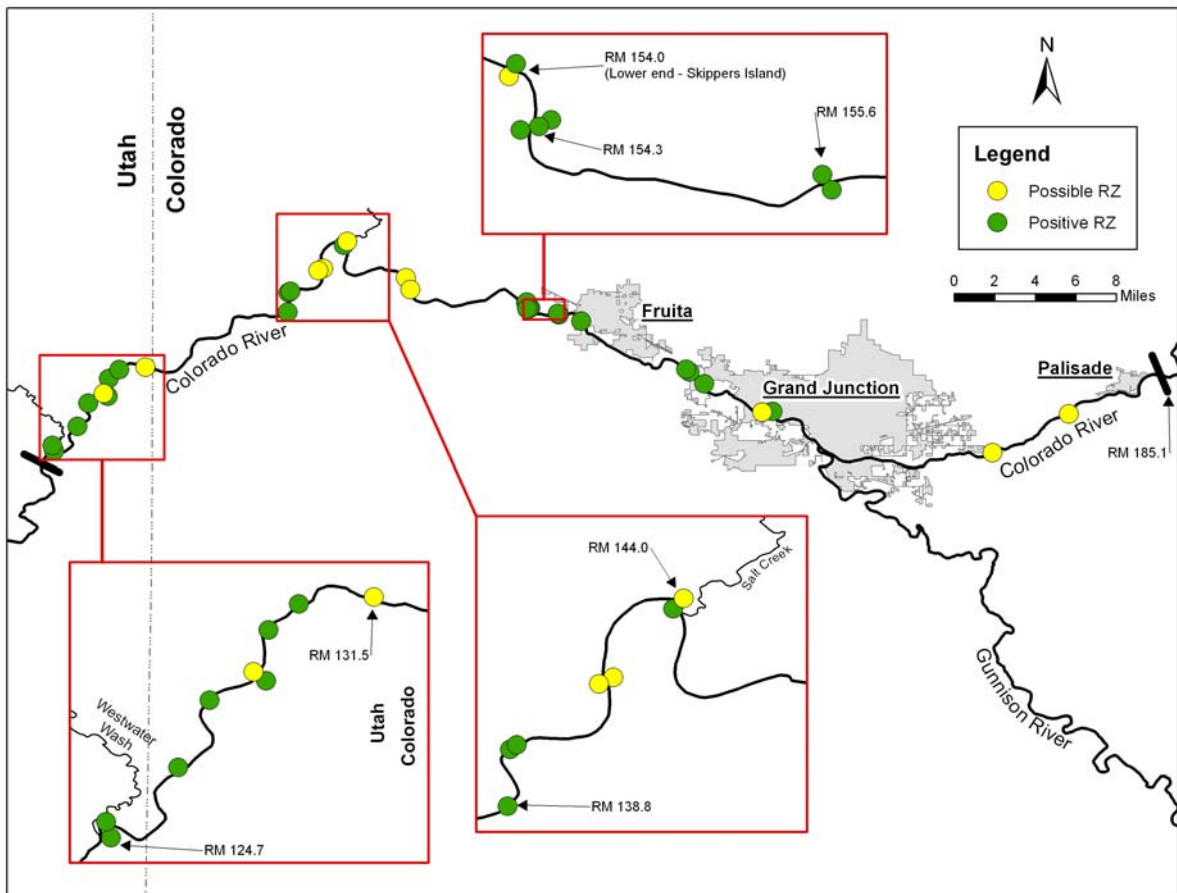 RM 154.0
(Lower end - Skippers Island)
RM 155.6
RM 154.3
N
Legend
Possible RZ
Positive RZ
0 2 4 6 8
Miles
Utah
Colorado
Fruita
Colorado River
Grand Junction
Palisade
Colorado River
RM 185.1
Gunnison River
RM 131.5
Utah
Colorado
Westwater
Wash
RM 124.7
RM 144.0
Salt Creek
RM 138.8